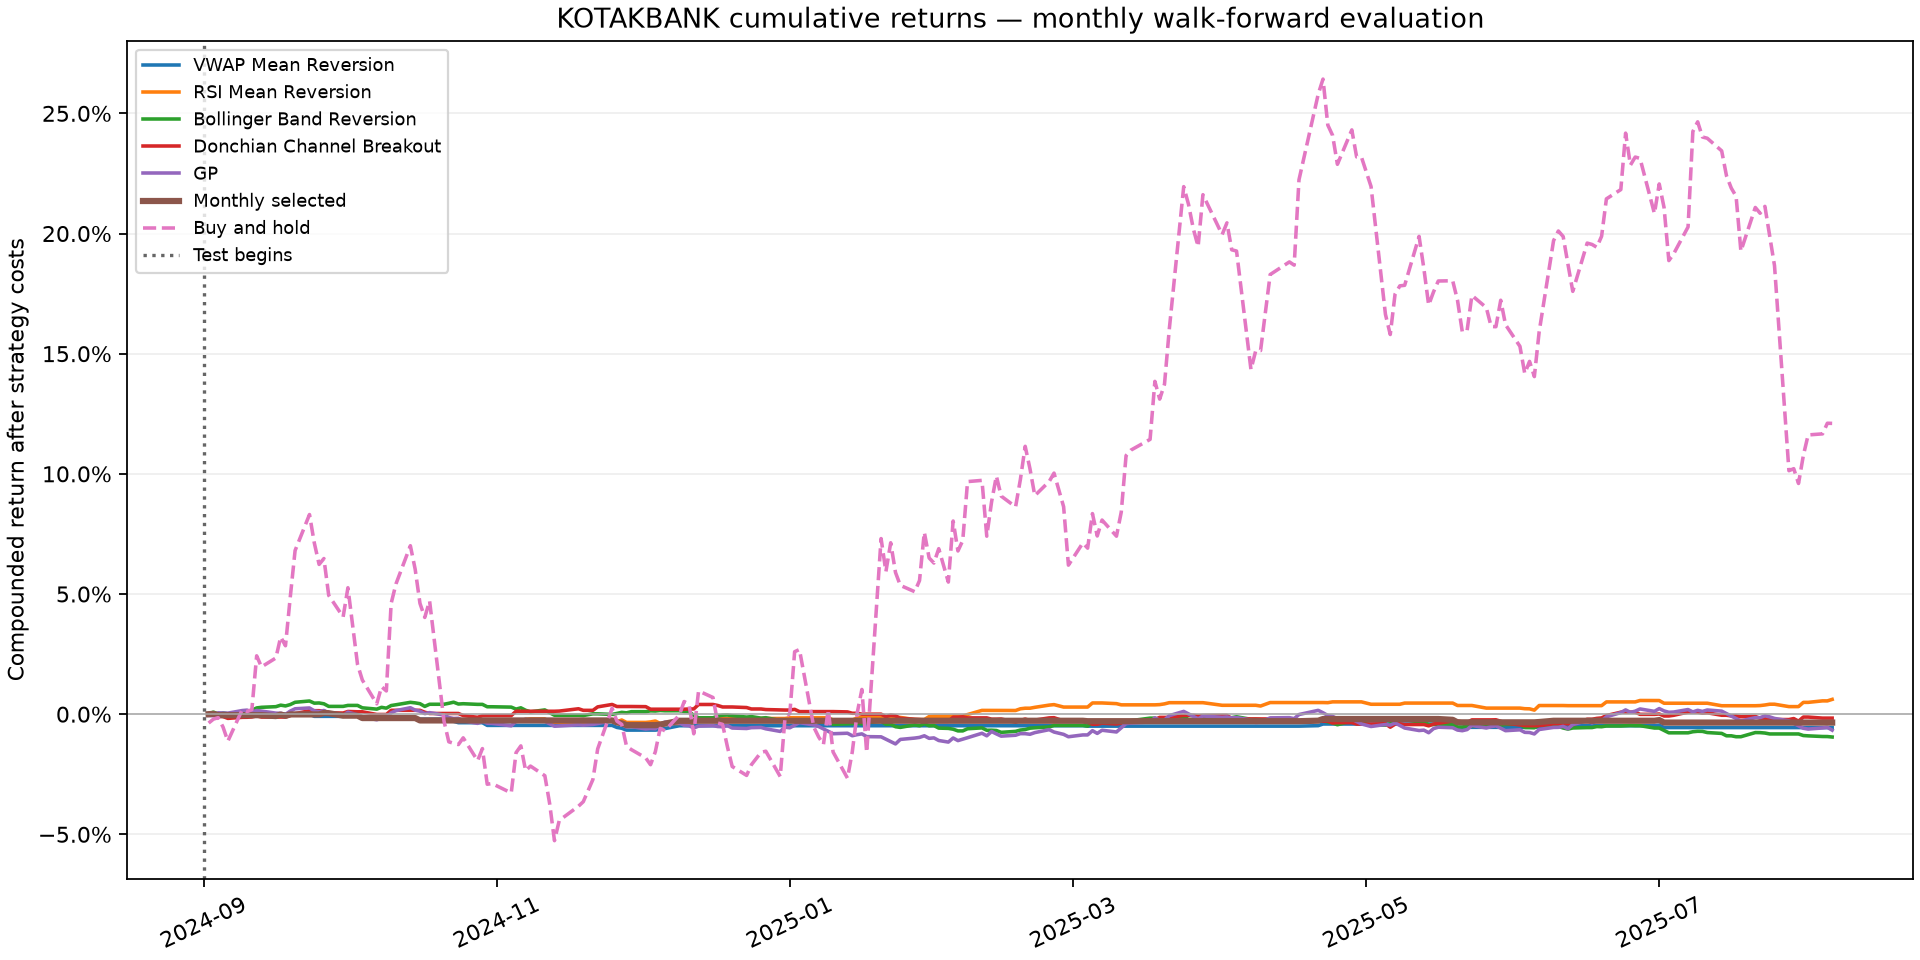 KOTAKBANK cumulative returns — monthly walk-forward evaluation
VWAP Mean Reversion
RSI Mean Reversion
Bollinger Band Reversion
Donchian Channel Breakout
GP
Monthly selected
Buy and hold
Test begins
Compounded return after strategy costs
25.0%
20.0%
15.0%
10.0%
5.0%
0.0%
−5.0%
2024-09
2024-11
2025-01
2025-03
2025-05
2025-07